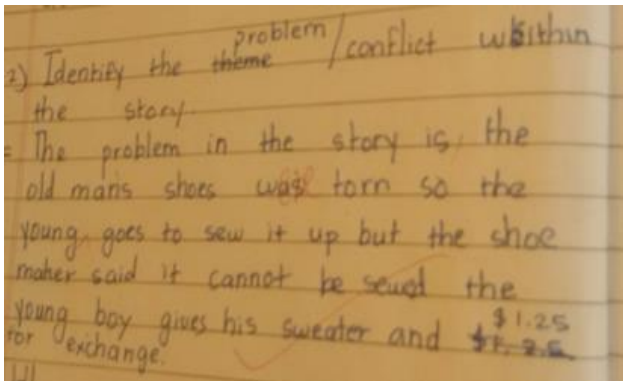 2) Identify the problem/conflict within
the story.
= The problem in the story is, the
old man's shoes was torn so the
young, goes to sew it up but the shoe
maker said it cannot be sewd the
young boy gives his sweater and $1.25
for exchange.